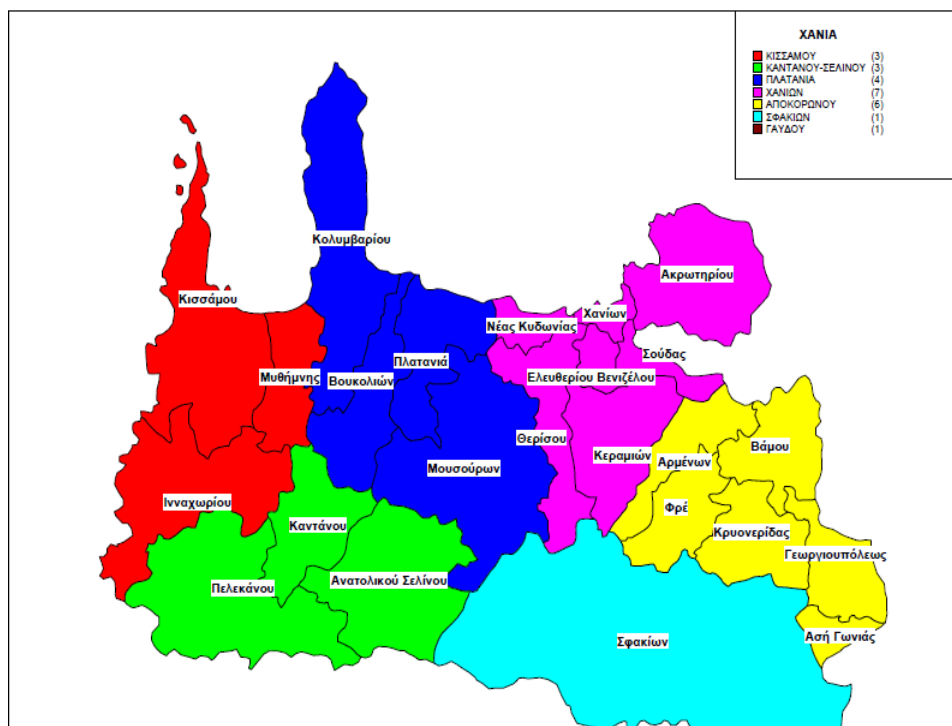 ΧΑΝΙΑ
ΚΙΣΣΑΜΟΥ (3)
ΚΑΝΤΑΝΟΥ-ΣΕΛΙΝΟΥ (3)
ΠΛΑΤΑΝΙΑ (4)
ΧΑΝΙΩΝ (7)
ΑΠΟΚΟΡΩΝΟΥ (6)
ΣΦΑΚΙΩΝ (1)
ΓΑΥΔΟΥ (1)
Κολυμβαρίου
Ακρωτηρίου
Κισσάμου
Χανίων
Νέας Κυδωνίας
Σούδας
Πλατανιά
Μυθήμνης
Βουκολιών
Ελευθερίου Βενιζέλου
Θερίσου
Βάμου
Κεραμιών
Αρμένων
Μουσούρων
Ινναχωρίου
Φρέ
Καντάνου
Κρυονερίδας
Γεωργιουπόλεως
Ανατολικού Σελίνου
Πελεκάνου
Ασή Γωνιάς
Σφακίων